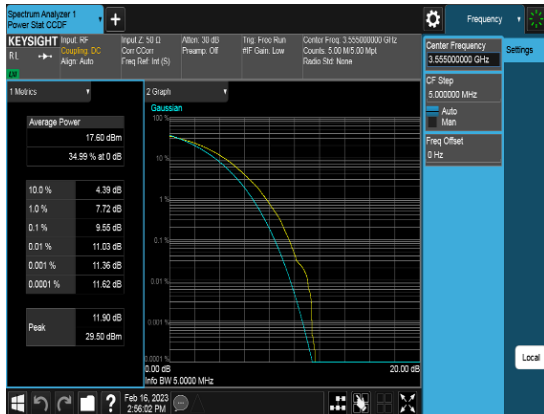 Spectrum Analyzer 1
Power Stat CCDF
Frequency
KEYSIGHT
Input: RF
Coupling: DC
Align: Auto
Input Z: 50 Ω
Corr CCorr
Freq Ref: Int (S)
Atten: 30 dB
Preamp: Off
Trig: Free Run
#IF Gain: Low
Center Freq: 3.555000000 GHz
Counts: 5.00 M/5.00 Mpt
Radio Std: None
RL
Center Frequency
3.555000000 GHz
Settings
CF Step
5.000000 MHz
Auto
Man
Freq Offset
0 Hz
1 Metrics
2 Graph
Average Power
17.60 dBm
34.99 % at 0 dB
10.0 % 4.39 dB
1.0 % 7.72 dB
0.1 % 9.55 dB
0.01 % 11.03 dB
0.001 % 11.36 dB
0.0001 % 11.62 dB
Peak
11.90 dB
29.50 dBm
Gaussian
100 %
10 %
1 %
0.1 %
0.01 %
0.001 %
0.0001 %
0.00 dB
20.00 dB
Info BW 5.0000 MHz
Local
Feb 16, 2023
2:56:02 PM